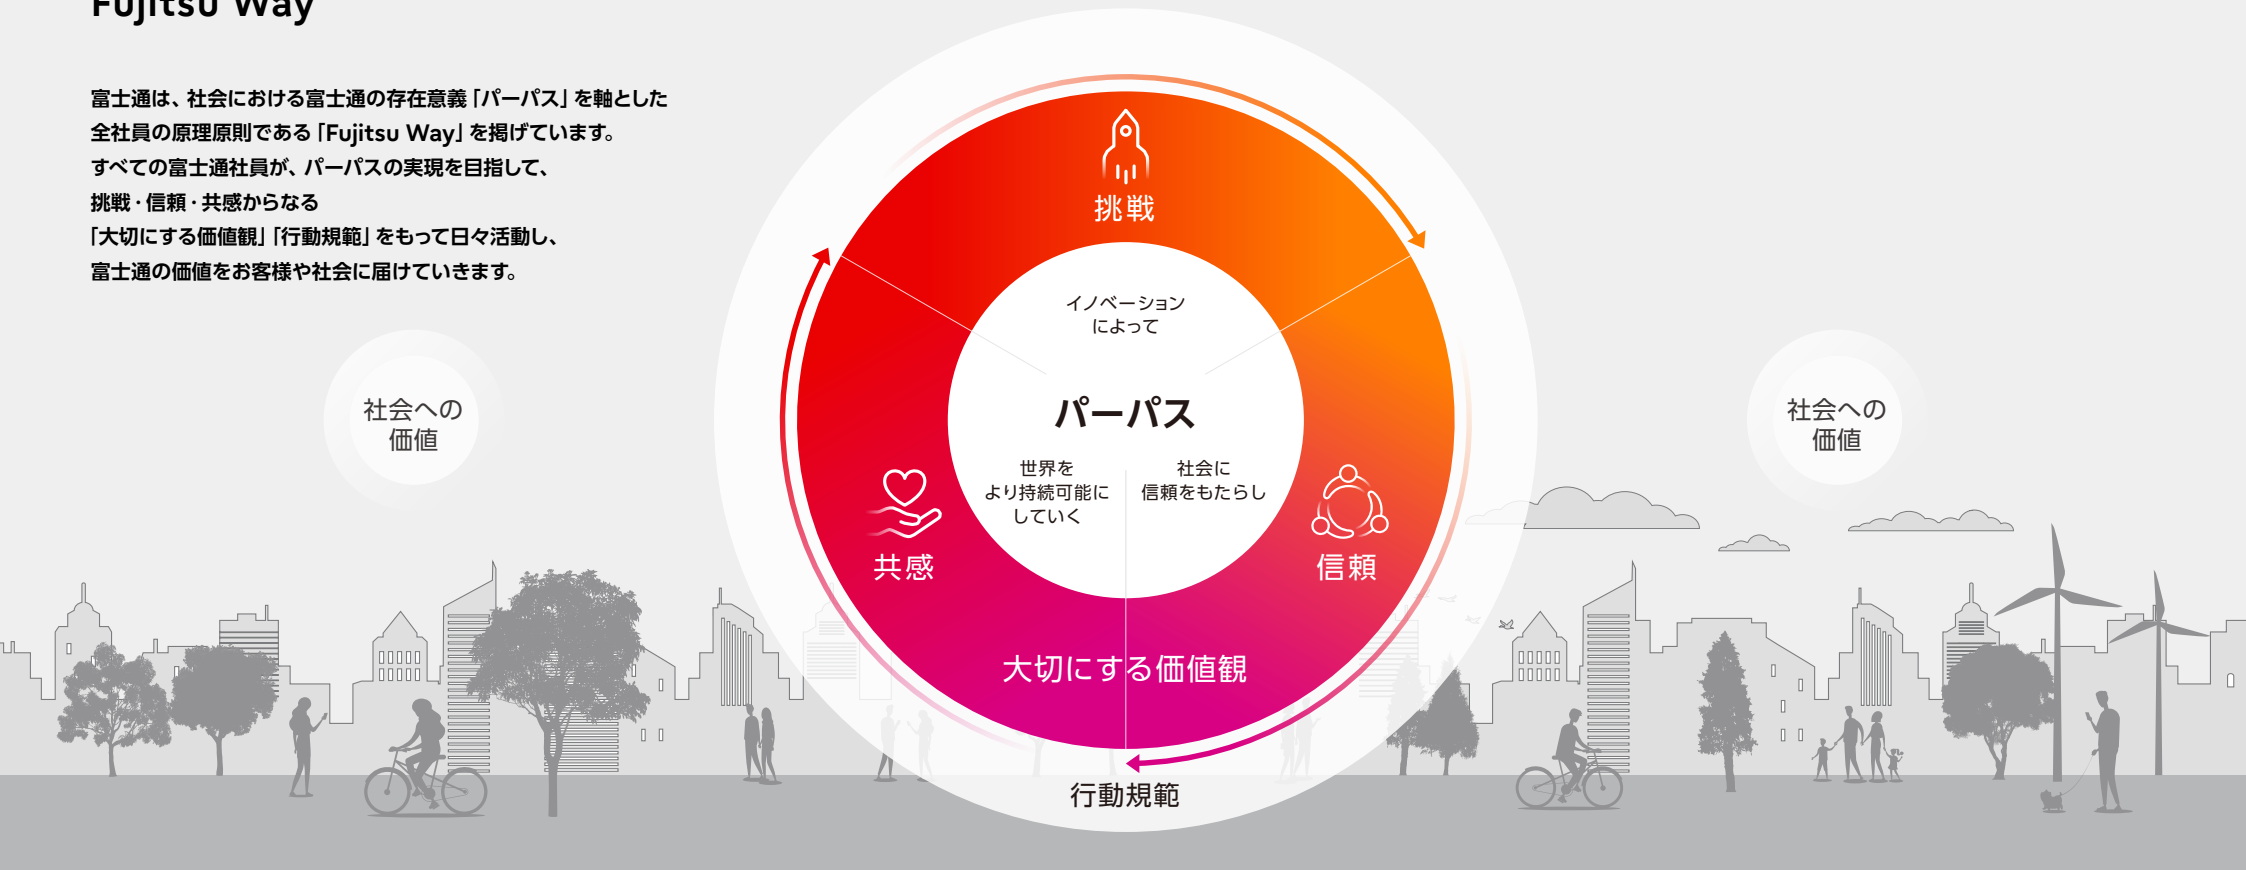 Fujitsu Way
富士通は、社会における富士通の存在意義「パーパス」を軸とした
全社員の原理原則である「Fujitsu Way」を掲げています。
すべての富士通社員が、パーパスの実現を目指して、
挑戦・信頼・共感からなる
「大切にする価値観」「行動規範」をもって日々活動し、
富士通の価値をお客様や社会に届けていきます。
社会への
価値
挑戦
イノベーション
によって
パーパス
世界を
より持続可能に
していく
社会に
信頼をもたらし
共感
信頼
大切にする価値観
行動規範
社会への
価値